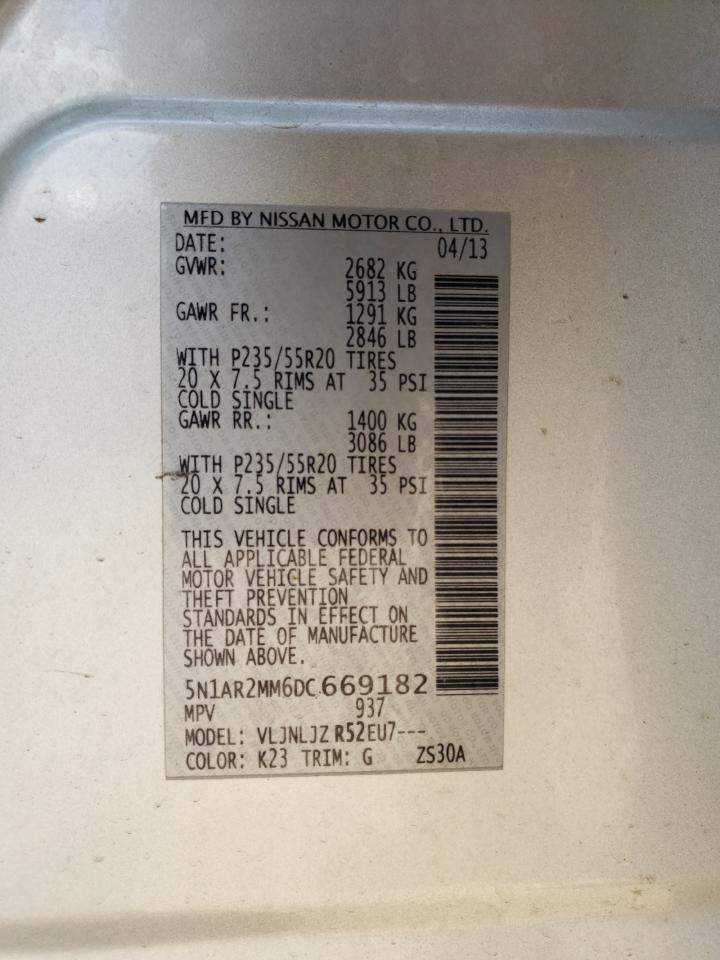 MFD BY NISSAN MOTOR CO., LTD.
DATE: 04/13
GVWR: 2682 KG
5913 LB
GAWR FR.: 1291 KG
2846 LB
WITH P235/55R20 TIRES
20 X 7.5 RIMS AT 35 PSI
COLD SINGLE
GAWR RR.: 1400 KG
3086 LB
WITH P235/55R20 TIRES
20 X 7.5 RIMS AT 35 PSI
COLD SINGLE
THIS VEHICLE CONFORMS TO
ALL APPLICABLE FEDERAL
MOTOR VEHICLE SAFETY AND
THEFT PREVENTION
STANDARDS IN EFFECT ON
THE DATE OF MANUFACTURE
SHOWN ABOVE.
5N1AR2MM6DC669182
MPV 937
MODEL: VLJNLJZ R52EU7---
COLOR: K23 TRIM: G ZS30A